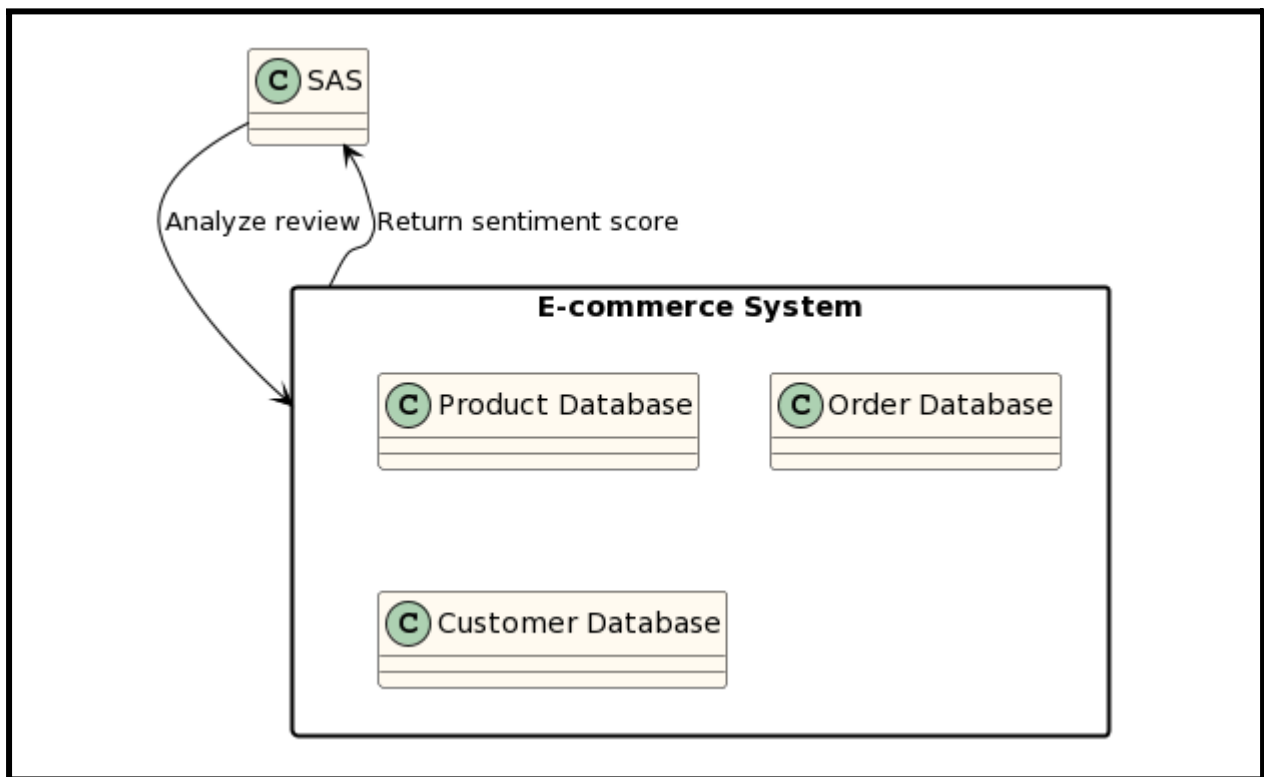 C SAS
Analyze review
Return sentiment score
E-commerce System
C Product Database
C Order Database
C Customer Database